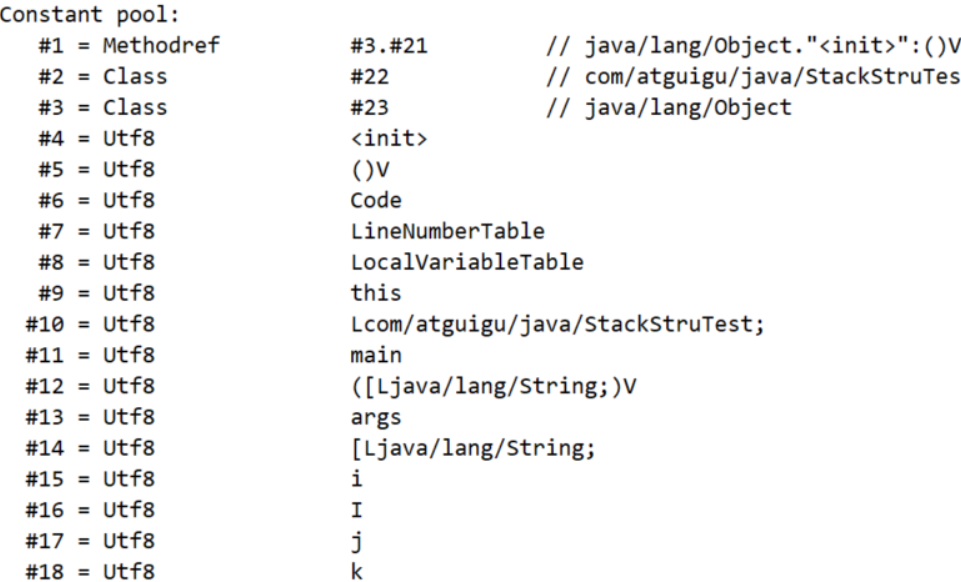 Constant pool:
#1 = Methodref #3.#21 // java/lang/Object."<init>":()V
#2 = Class #22 // com/atguigu/java/StackStruTes
#3 = Class #23 // java/lang/Object
#4 = Utf8 <init>
#5 = Utf8 ()V
#6 = Utf8 Code
#7 = Utf8 LineNumberTable
#8 = Utf8 LocalVariableTable
#9 = Utf8 this
#10 = Utf8 Lcom/atguigu/java/StackStruTest;
#11 = Utf8 main
#12 = Utf8 ([Ljava/lang/String;)V
#13 = Utf8 args
#14 = Utf8 [Ljava/lang/String;
#15 = Utf8 i
#16 = Utf8 I
#17 = Utf8 j
#18 = Utf8 k